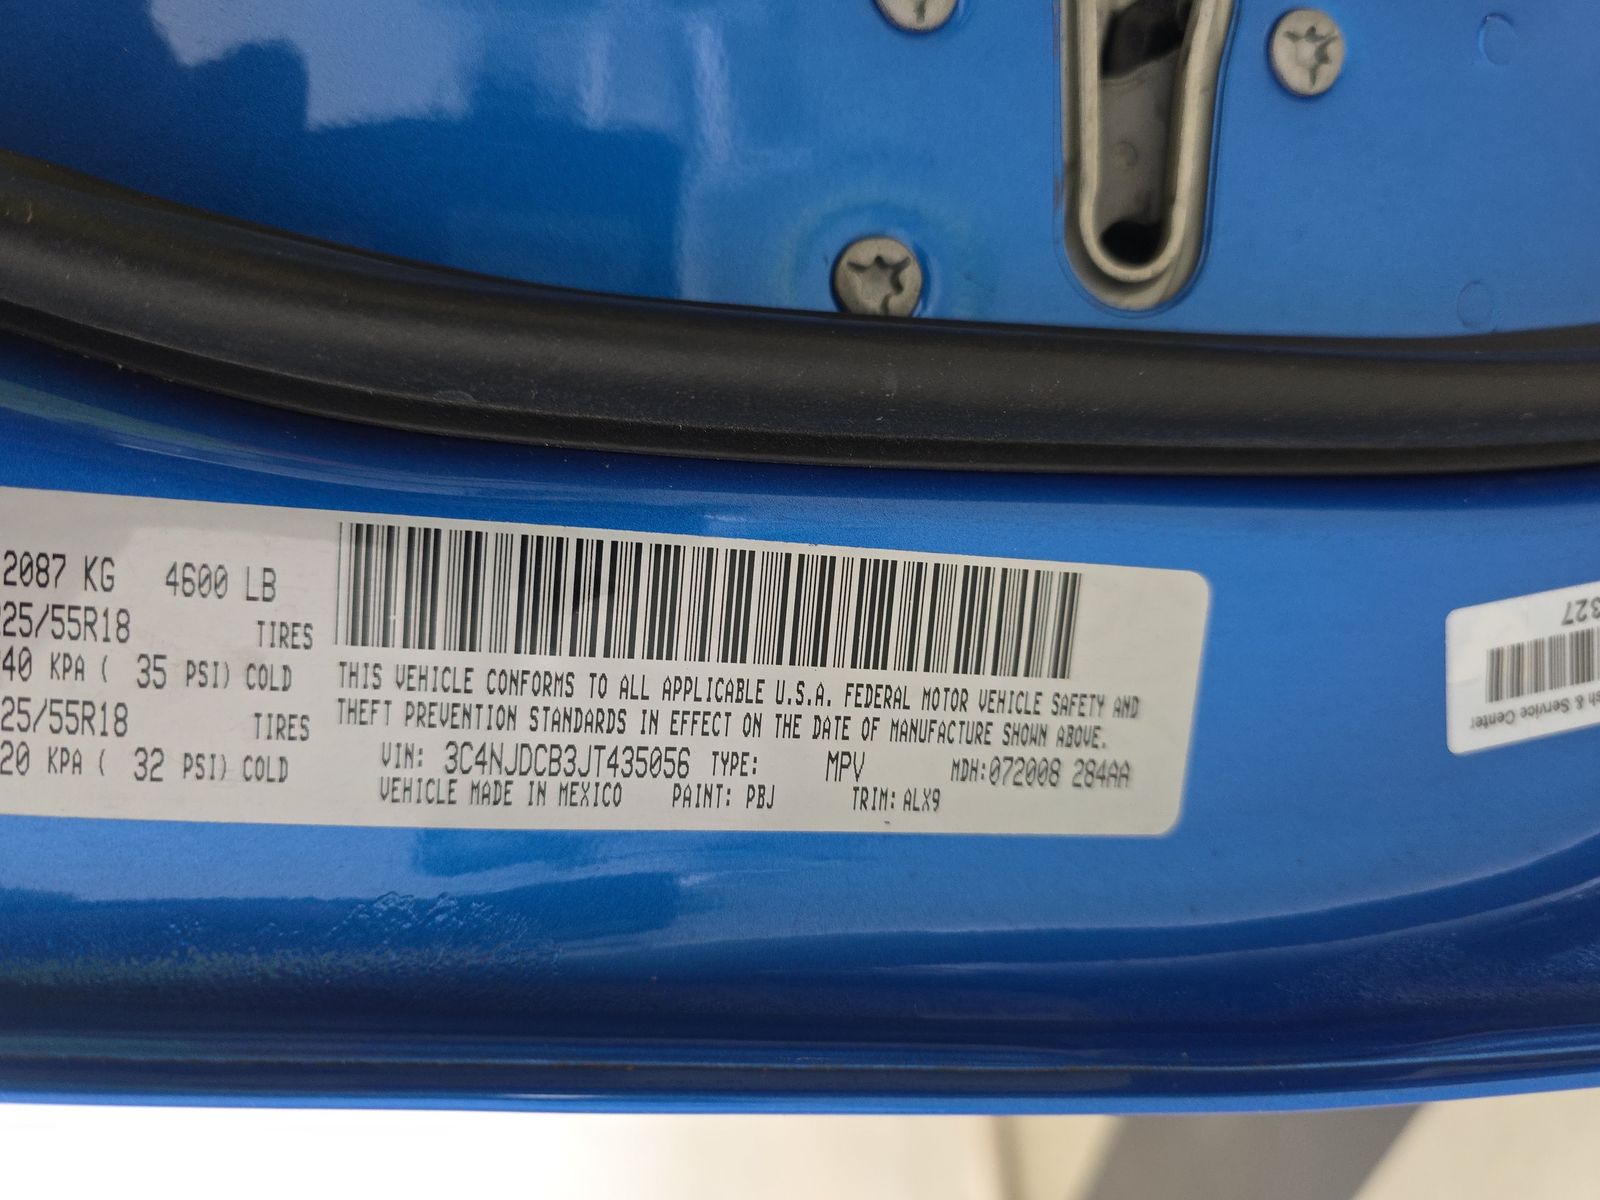 2087 KG 4600 LB
25/55R18 TIRES
40 KPA ( 35 PSI) COLD
25/55R18 TIRES
20 KPA ( 32 PSI) COLD
THIS VEHICLE CONFORMS TO ALL APPLICABLE U.S.A. FEDERAL MOTOR VEHICLE SAFETY AND
THEFT PREVENTION STANDARDS IN EFFECT ON THE DATE OF MANUFACTURE SHOWN ABOVE.
VIN: 3C4NJDCB3JT435056 TYPE: MPV MDH:072008 284AA
VEHICLE MADE IN MEXICO PAINT: PBJ TRIM: ALX9
327
& Service Center